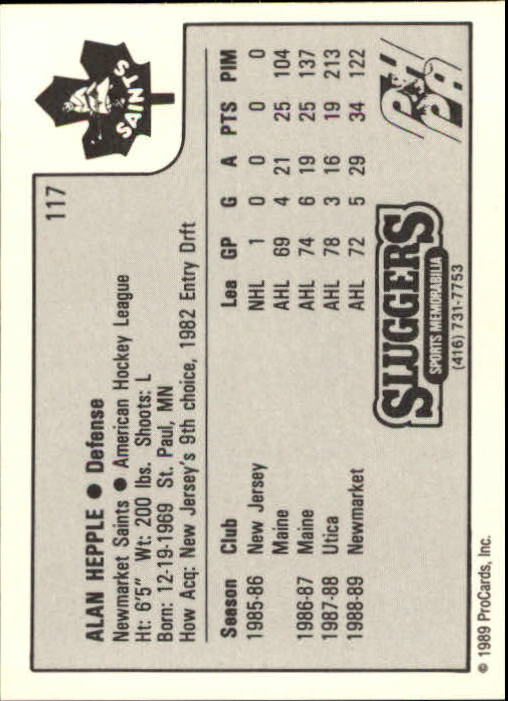 117
SAINTS
ALAN HEPPLE ● Defense
Newmarket Saints ● American Hockey League
Ht: 6'5" Wt: 200 lbs. Shoots: L
Born: 12-19-1969 St. Paul, MN
How Acq: New Jersey's 9th choice, 1982 Entry Drft
Season Club Lea GP G A PTS PIM
1985-86 New Jersey NHL 1 0 0 0 0
Maine AHL 69 4 21 25 104
1986-87 Maine AHL 74 6 19 25 137
1987-88 Utica AHL 78 3 16 19 213
1988-89 Newmarket AHL 72 5 29 34 122
SLUGGERS
SPORTS MEMORABILIA
(416) 731-7753
PHPA
© 1989 ProCards, Inc.